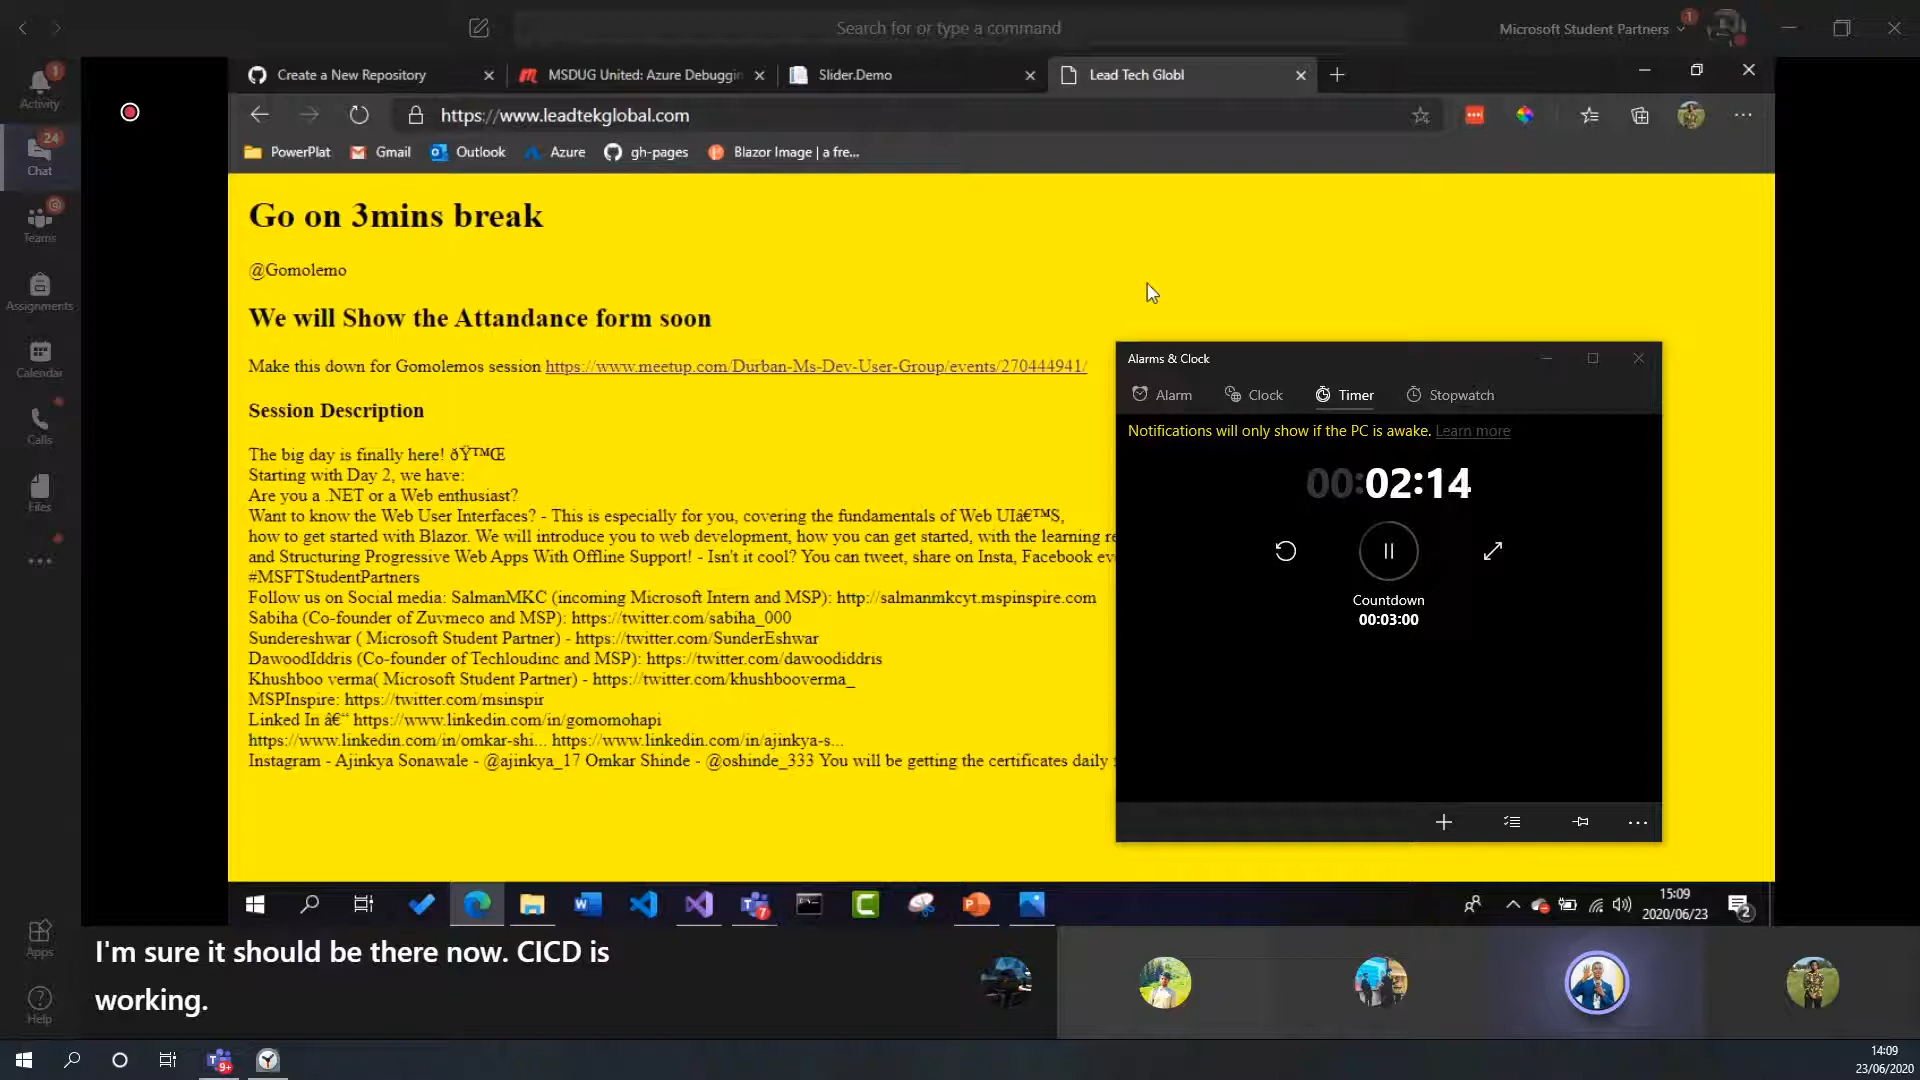 Search for or type a command
Microsoft Student Partners
1
1
Activity
24
Chat
Teams
Assignments
Calendar
Calls
Files
Apps
Help
Create a New Repository
MSDUG United: Azure Debuggin
Slider.Demo
Lead Tech Globl
https://www.leadtekglobal.com
PowerPlat
Gmail
Outlook
Azure
gh-pages
Blazor Image | a fre...
Go on 3mins break
@Gomolemo
We will Show the Attandance form soon
Make this down for Gomolemos session https://www.meetup.com/Durban-Ms-Dev-User-Group/events/270444941/
Session Description
The big day is finally here! ðŸ™Œ
Starting with Day 2, we have:
Are you a .NET or a Web enthusiast?
Want to know the Web User Interfaces? - This is especially for you, covering the fundamentals of Web UIâ€™S,
how to get started with Blazor. We will introduce you to web development, how you can get started, with the learning re
and Structuring Progressive Web Apps With Offline Support! - Isn't it cool? You can tweet, share on Insta, Facebook ev
#MSFTStudentPartners
Follow us on Social media: SalmanMKC (incoming Microsoft Intern and MSP): http://salmanmkcyt.mspinspire.com
Sabiha (Co-founder of Zuvmeco and MSP): https://twitter.com/sabiha_000
Sundereshwar ( Microsoft Student Partner) - https://twitter.com/SunderEshwar
DawoodIddris (Co-founder of Techloudinc and MSP): https://twitter.com/dawoodiddris
Khushboo verma( Microsoft Student Partner) - https://twitter.com/khushbooverma_
MSPInspire: https://twitter.com/msinspir
Linked In â€“ https://www.linkedin.com/in/gomomohapi
https://www.linkedin.com/in/omkar-shi... https://www.linkedin.com/in/ajinkya-s...
Instagram - Ajinkya Sonawale - @ajinkya_17 Omkar Shinde - @oshinde_333 You will be getting the certificates daily
Alarms & Clock
Alarm
Clock
Timer
Stopwatch
Notifications will only show if the PC is awake. Learn more
00:02:14
Countdown
00:03:00
7
15:09
2020/06/23
2
I'm sure it should be there now. CICD is
working.
9+
14:09
23/06/2020